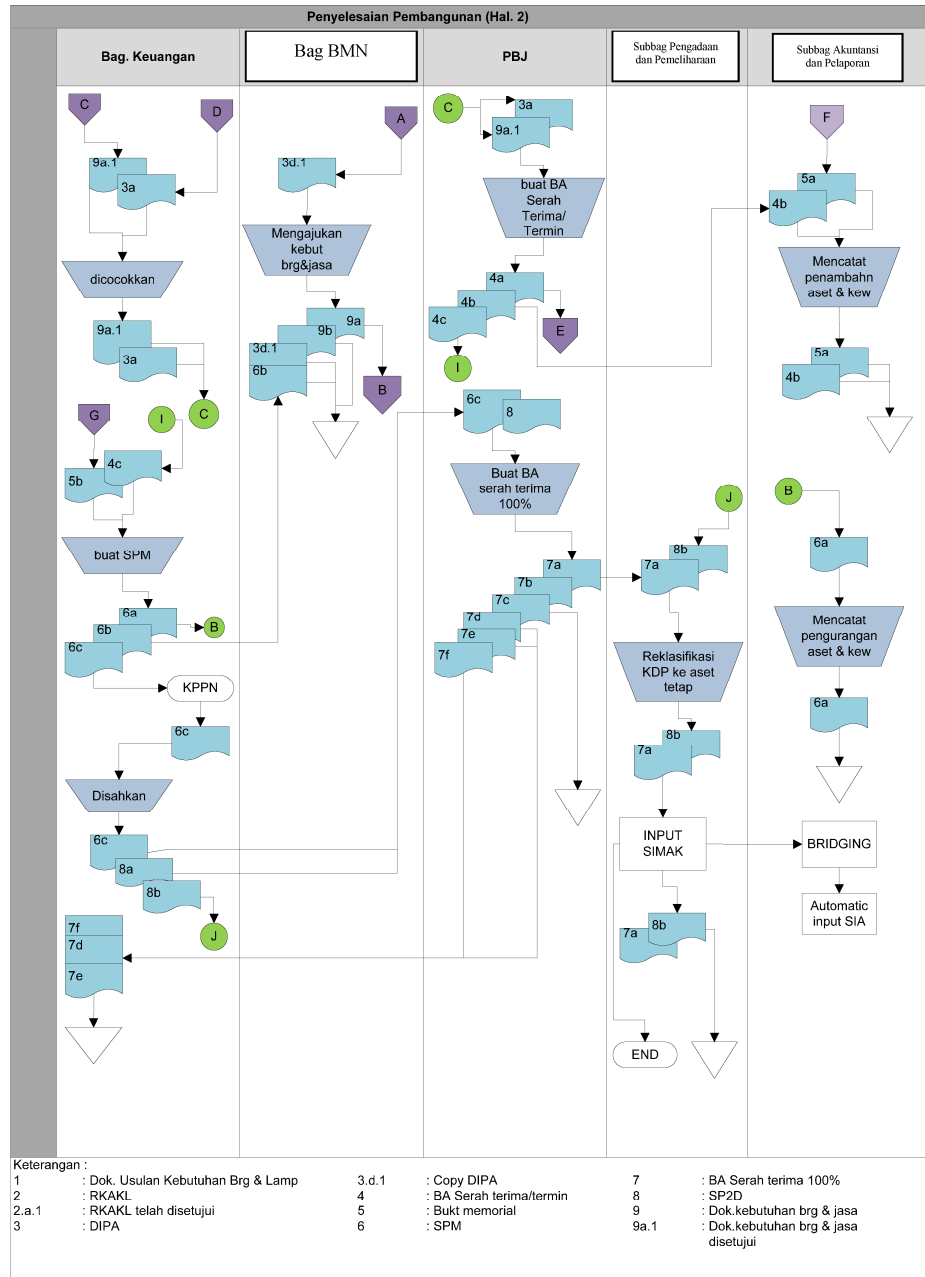 Penyelesaian Pembangunan (Hal. 2)
Bag. Keuangan
Bag BMN
PBJ
Subbag Pengadaan
dan Pemeliharaan
Subbag Akuntansi
dan Pelaporan
C
D
9a.1
3a
dicocokkan
9a.1
3a
C
G
I
4c
5b
buat SPM
6a
6b
6c
B
KPPN
6c
Disahkan
6c
8a
8b
J
7f
7d
7e
A
3d.1
Mengajukan
kebut
brg&jasa
9a
9b
3d.1
6b
B
C
3a
9a.1
buat BA
Serah
Terima/
Termin
4a
4b
4c
E
I
6c
8
Buat BA
serah terima
100%
7a
7b
7c
7d
7e
7f
J
8b
7a
Reklasifikasi
KDP ke aset
tetap
8b
7a
INPUT
SIMAK
8b
7a
END
F
5a
4b
Mencatat
penambahn
aset & kew
5a
4b
B
6a
Mencatat
pengurangan
aset & kew
6a
BRIDGING
Automatic
input SIA
Keterangan :
1 : Dok. Usulan Kebutuhan Brg & Lamp
2 : RKAKL
2.a.1 : RKAKL telah disetujui
3 : DIPA
3.d.1 : Copy DIPA
4 : BA Serah terima/termin
5 : Bukt memorial
6 : SPM
7 : BA Serah terima 100%
8 : SP2D
9 : Dok.kebutuhan brg & jasa
9a.1 : Dok.kebutuhan brg & jasa
disetujui